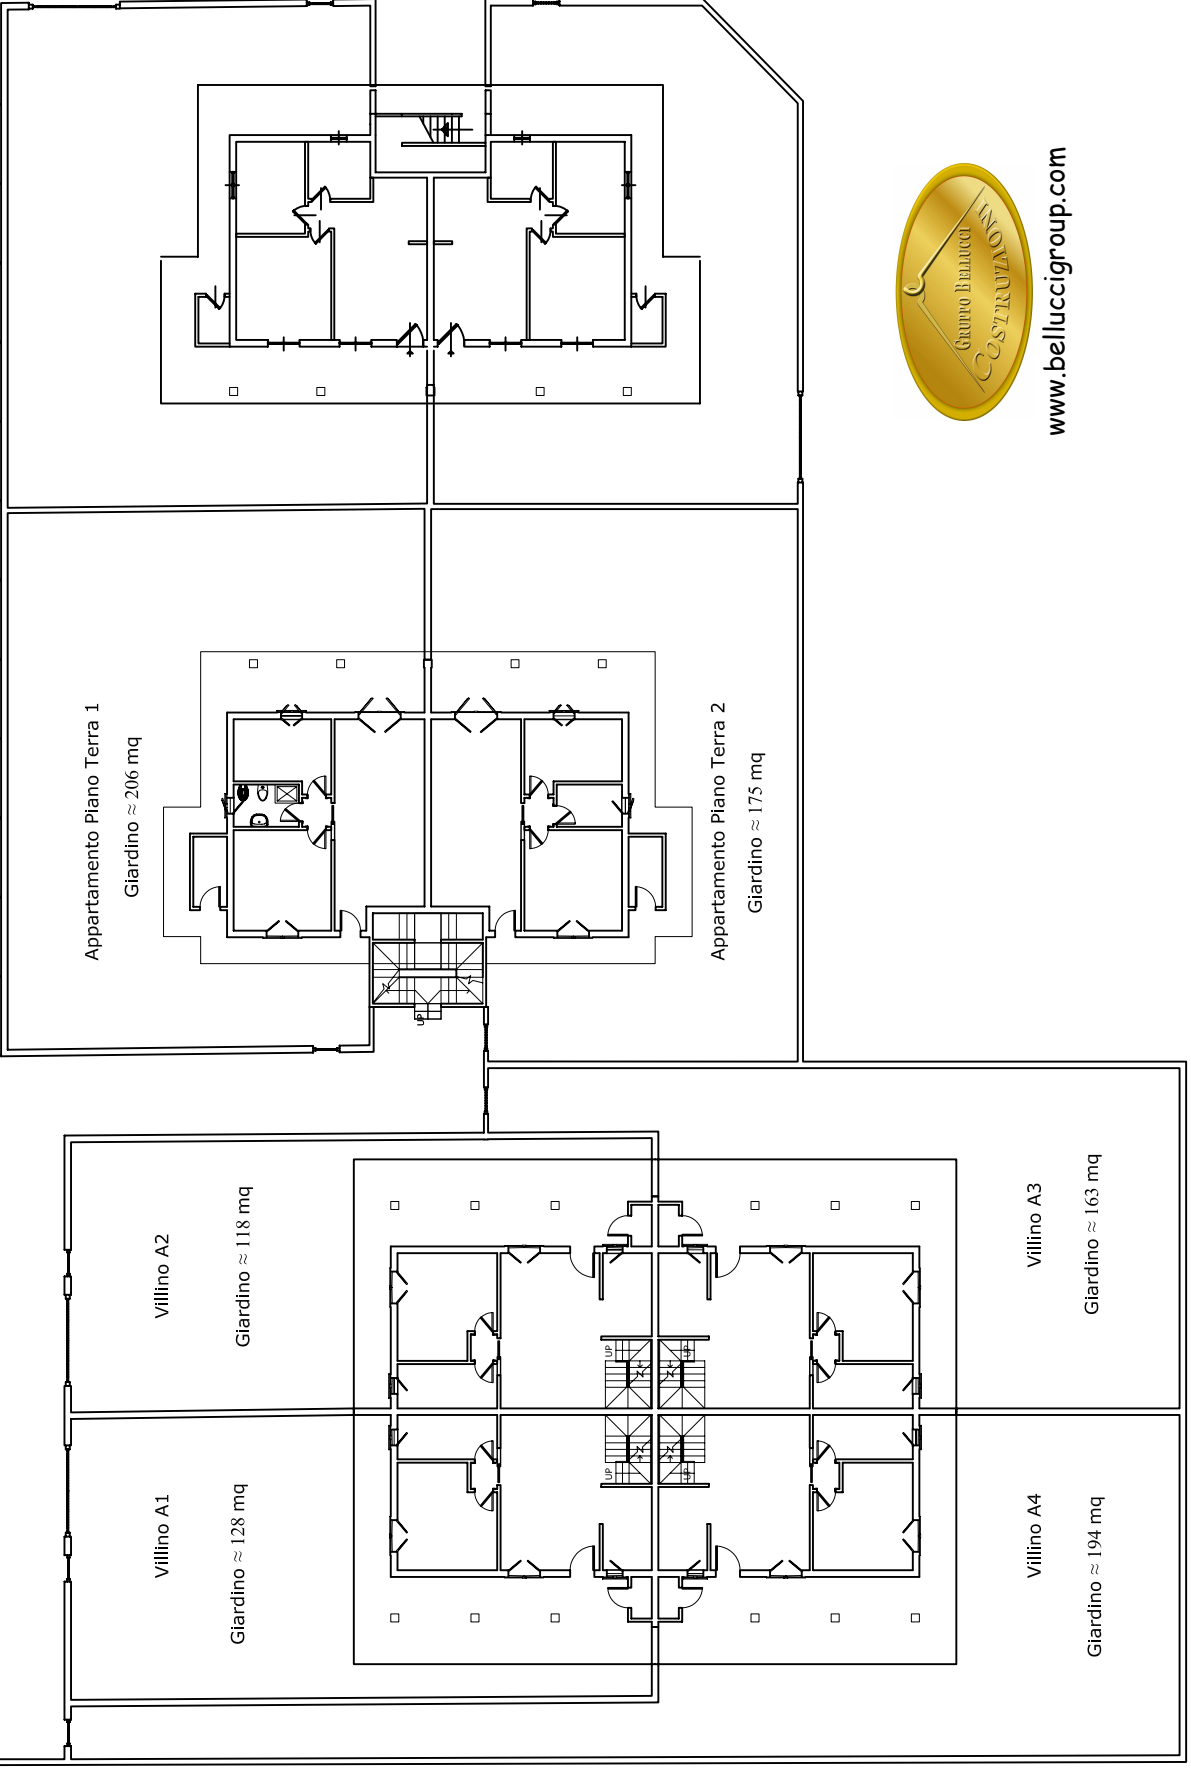 GRUPPO BELLUCCI
COSTRUZIONI
www.belluccigroup.com
Appartamento Piano Terra 1
Giardino ≈ 206 mq
Appartamento Piano Terra 2
Giardino ≈ 175 mq
UP
Villino A2
Giardino ≈ 118 mq
Villino A3
Giardino ≈ 163 mq
UP
UP
Villino A1
Giardino ≈ 128 mq
Villino A4
Giardino ≈ 194 mq
UP
UP